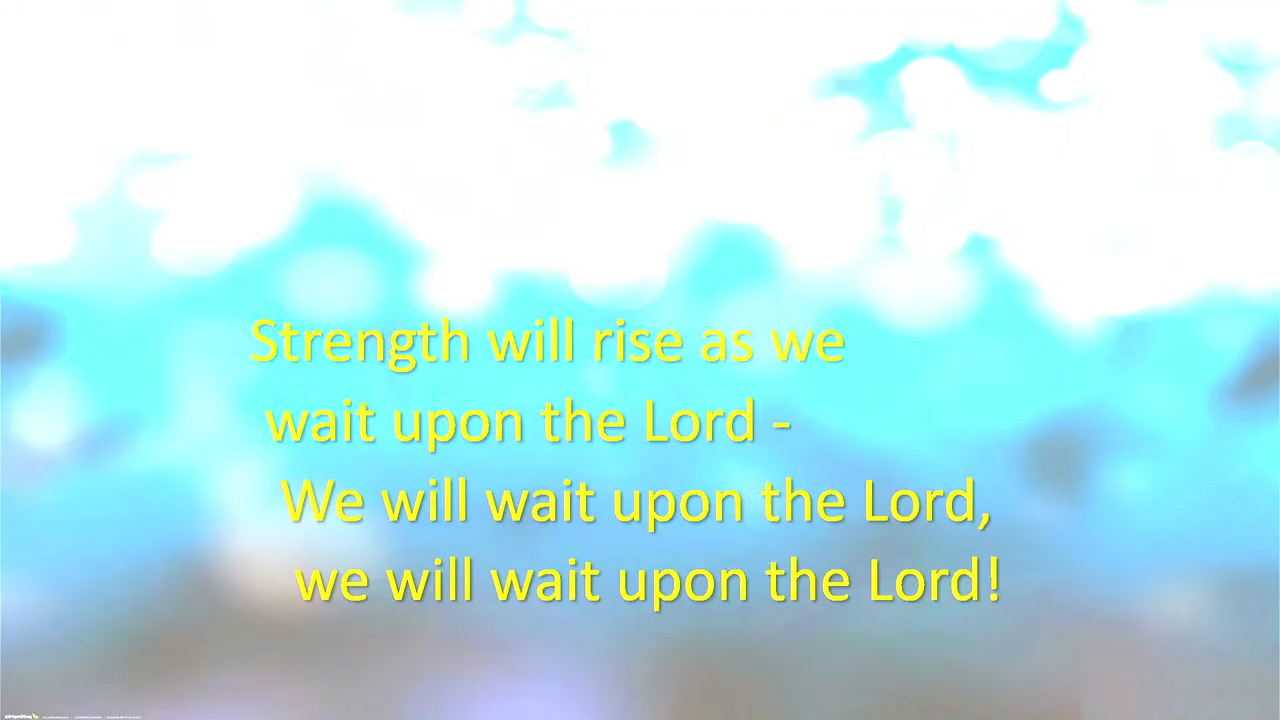 Strength will rise as we
wait upon the Lord -
We will wait upon the Lord,
we will wait upon the Lord!